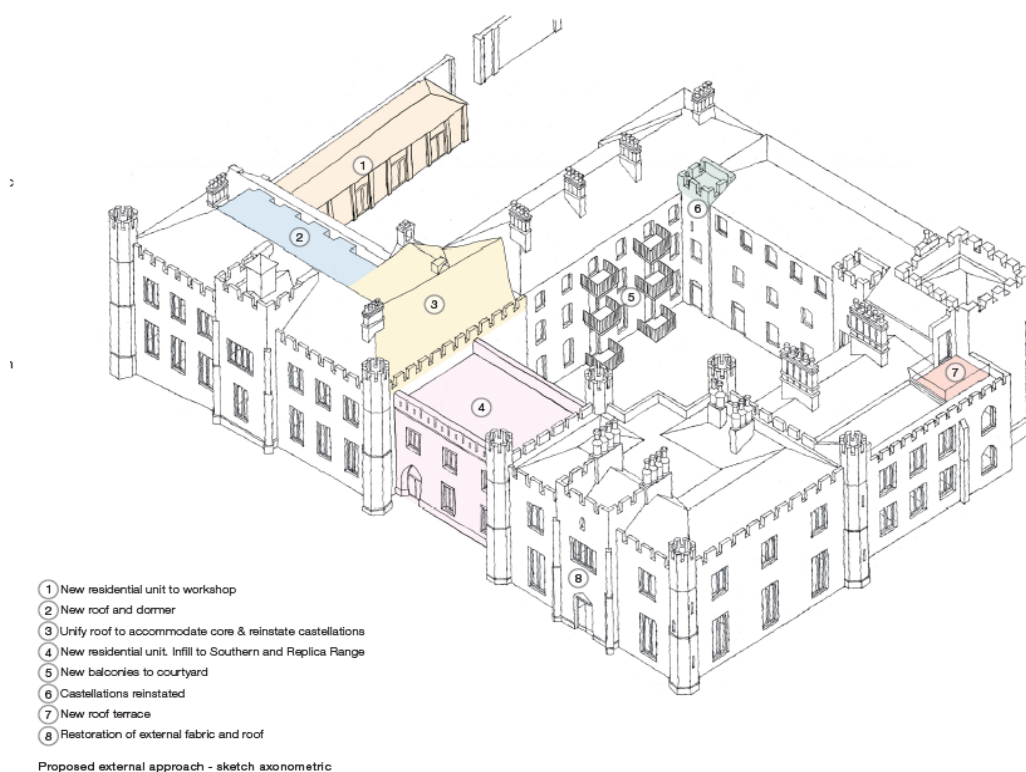 c
n
1
2
3
4
5
6
7
8
1 New residential unit to workshop
2 New roof and dormer
3 Unify roof to accommodate core & reinstate castellations
4 New residential unit. Infill to Southern and Replica Range
5 New balconies to courtyard
6 Castellations reinstated
7 New roof terrace
8 Restoration of external fabric and roof
Proposed external approach - sketch axonometric